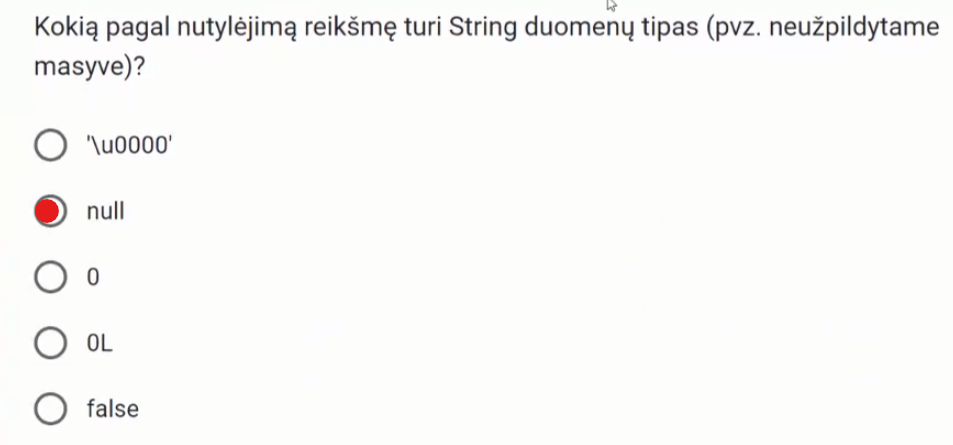 Kokią pagal nutylėjimą reikšmę turi String duomenų tipas (pvz. neužpildytame
masyve)?
'\u0000'
null
0
0L
false